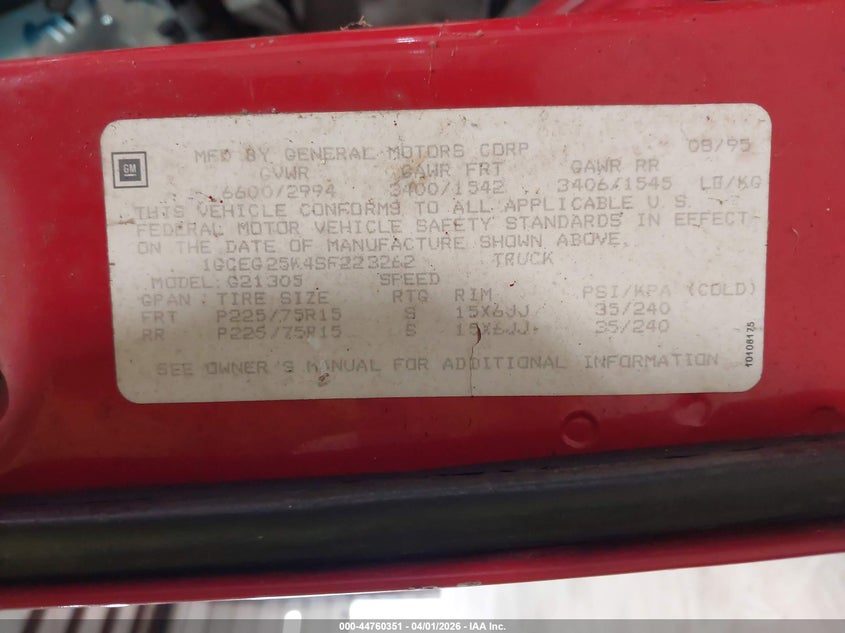 MFD BY GENERAL MOTORS CORP 08/95
GM
GVWR GAWR FRT GAWR RR
6600/2994 3400/1542 3406/1545 LB/KG
THIS VEHICLE CONFORMS TO ALL APPLICABLE U.S.
FEDERAL MOTOR VEHICLE SAFETY STANDARDS IN EFFECT
ON THE DATE OF MANUFACTURE SHOWN ABOVE.
1GCEG25K4SF223262 TRUCK
MODEL: G21305 SPEED
GPAN: TIRE SIZE RTG RIM PSI/KPA (COLD)
FRT P225/75R15 S 15X6JJ 35/240
RR P225/75R15 S 15X6JJ 35/240
SEE OWNER'S MANUAL FOR ADDITIONAL INFORMATION
10108175
000-44760351 | 04/01/2026 - IAA Inc.